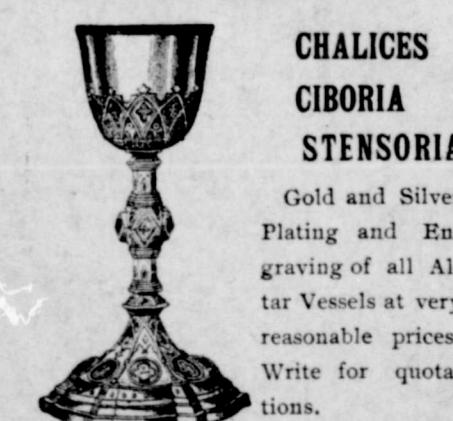 CHALICES
CIBORIA
STENSORIA
Gold and Silve
Plating and En
graving of all Al
tar Vessels at very
reasonable prices
Write for quota
tions.